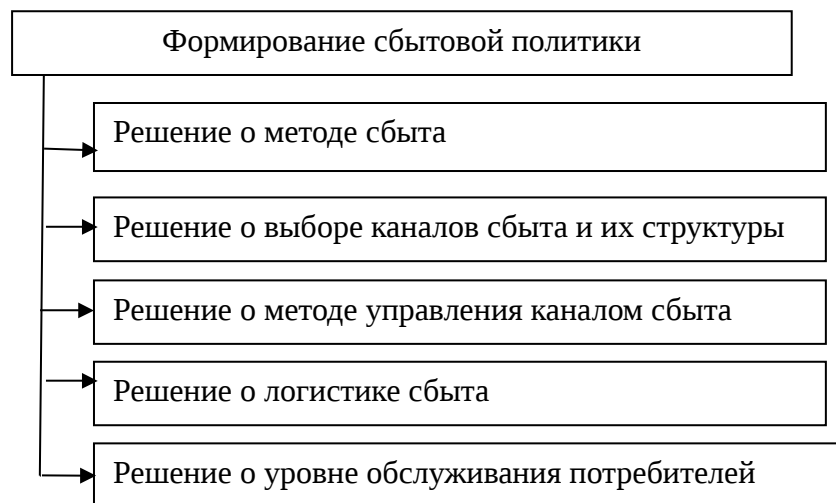 Формирование сбытовой политики
Решение о методе сбыта
Решение о выборе каналов сбыта и их структуры
Решение о методе управления каналом сбыта
Решение о логистике сбыта
Решение о уровне обслуживания потребителей